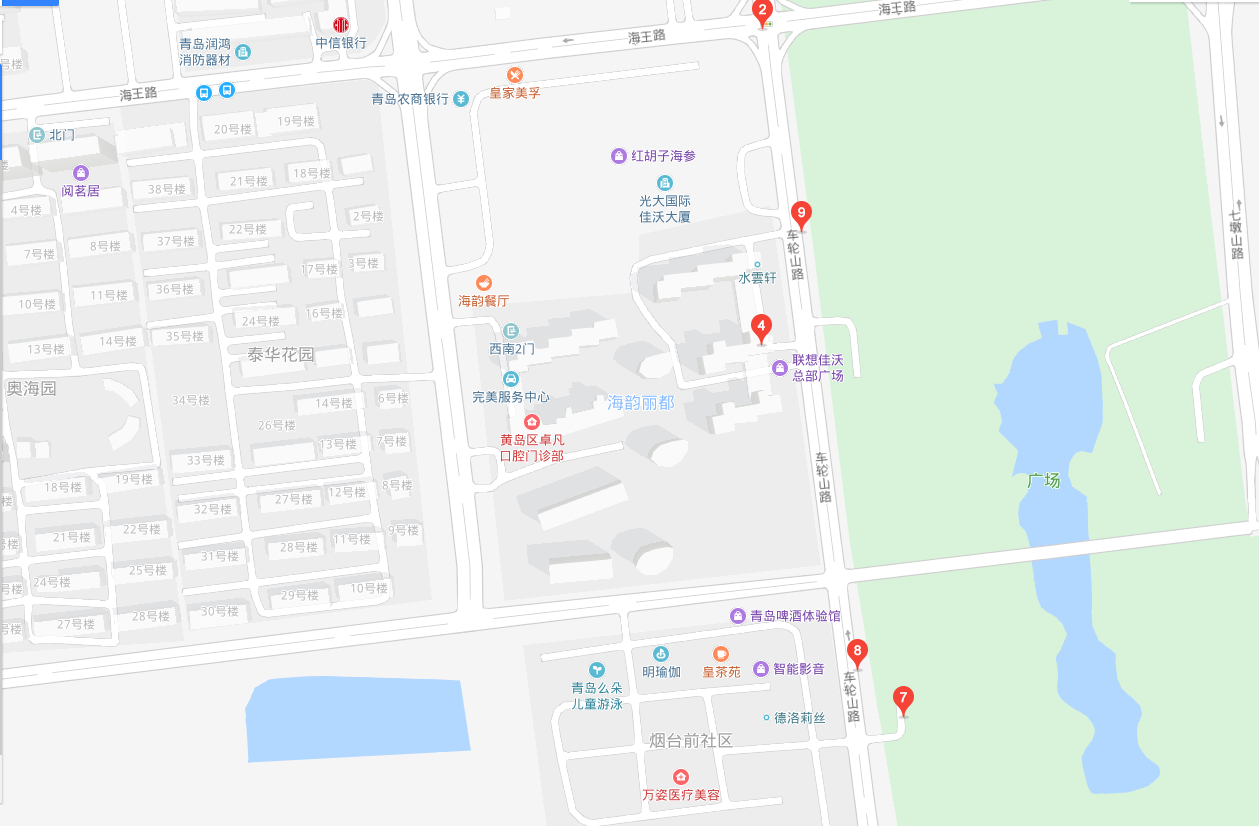 2
海王路
中信银行
青岛润鸿
消防器材
海王路
号楼
皇家美孚
海王路
青岛农商银行
20号楼
19号楼
北门
红胡子海参
阅茗居
38号楼
21号楼
18号楼
光大国际
佳沃大厦
4号楼
22号楼
2号楼
9
七墩山路
7号楼
8号楼
37号楼
车轮山路
17号楼
3号楼
水雲轩
10号楼
11号楼
36号楼
海韵餐厅
24号楼
16号楼
4
13号楼
14号楼
35号楼
泰华花园
西南2门
联想佳沃
总部广场
奥海园
34号楼
14号楼
6号楼
完美服务中心
海韵丽都
26号楼
13号楼
7号楼
黄岛区卓凡
口腔门诊部
33号楼
车轮山路
广场
18号楼
19号楼
27号楼
12号楼
8号楼
32号楼
21号楼
22号楼
28号楼
11号楼
9号楼
号楼
31号楼
24号楼
25号楼
29号楼
10号楼
号楼
27号楼
28号楼
30号楼
号楼
青岛啤酒体验馆
8
明瑜伽
皇茶苑
智能影音
车轮山路
7
青岛么朵
儿童游泳
德洛莉丝
烟台前社区
万姿医疗美容